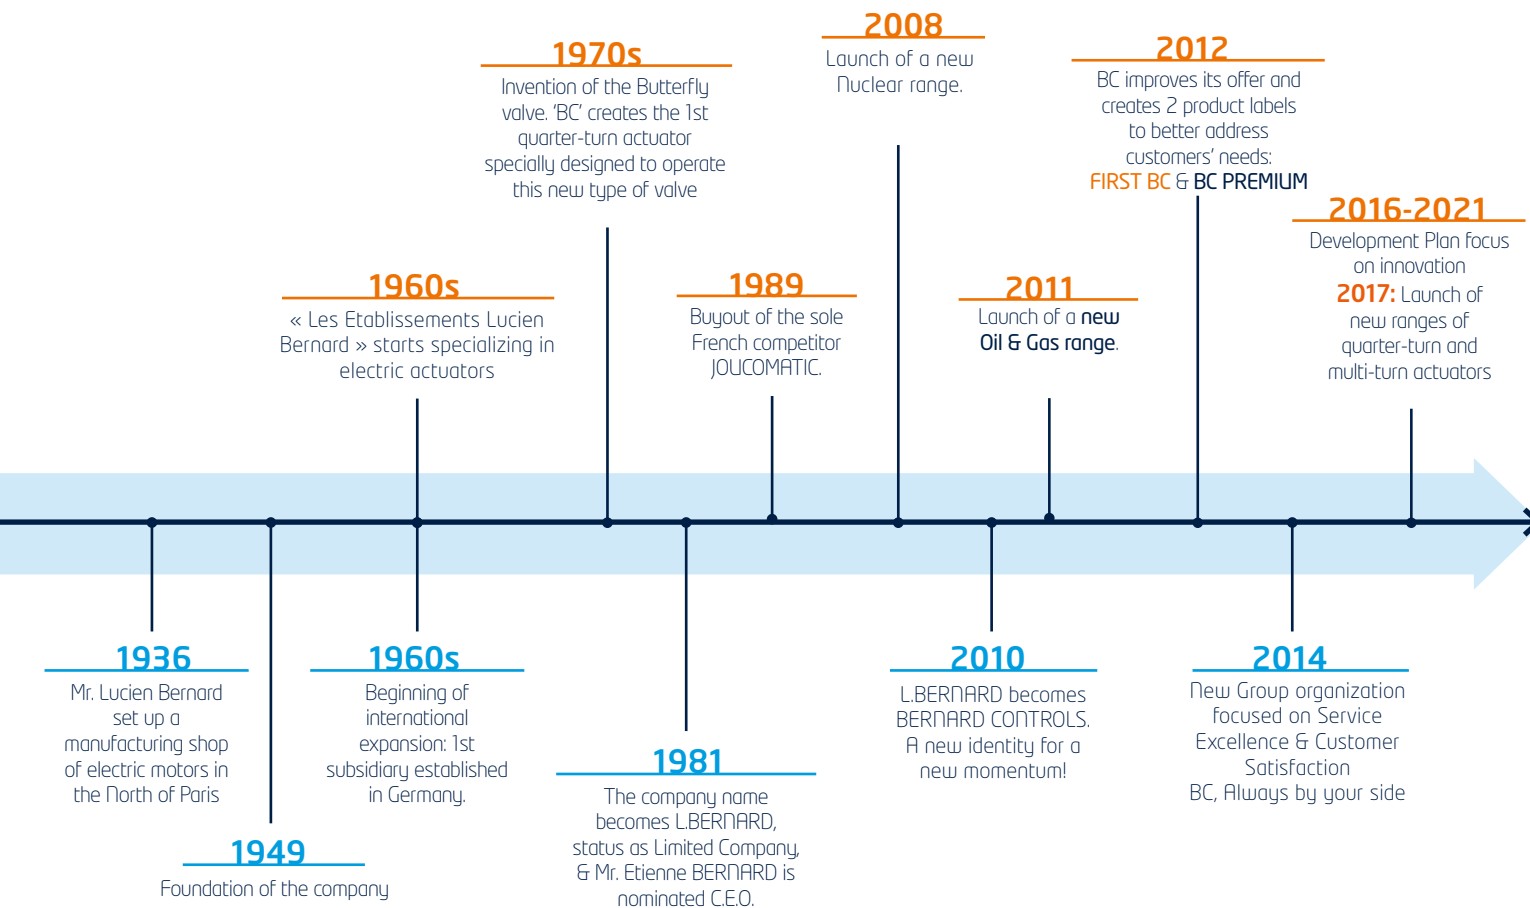 2008
Launch of a new
Nuclear range.
1970s
Invention of the Butterfly
valve. ‘BC’ creates the 1st
quarter-turn actuator
specially designed to operate
this new type of valve
2012
BC improves its offer and
creates 2 product labels
to better address
customers’ needs:
FIRST BC & BC PREMIUM
2016-2021
Development Plan focus
on innovation
2017: Launch of
new ranges of
quarter-turn and
multi-turn actuators
1960s
« Les Etablissements Lucien
Bernard » starts specializing in
electric actuators
1989
Buyout of the sole
French competitor
JOUCOMATIC.
2011
Launch of a new
Oil & Gas range.
1936
Mr. Lucien Bernard
set up a
manufacturing shop
of electric motors in
the North of Paris
1949
Foundation of the company
1960s
Beginning of
international
expansion: 1st
subsidiary established
in Germany.
1981
The company name
becomes L.BERNARD,
status as Limited Company,
& Mr. Etienne BERNARD is
nominated C.E.O.
2010
L.BERNARD becomes
BERNARD CONTROLS.
A new identity for a
new momentum!
2014
New Group organization
focused on Service
Excellence & Customer
Satisfaction
BC, Always by your side